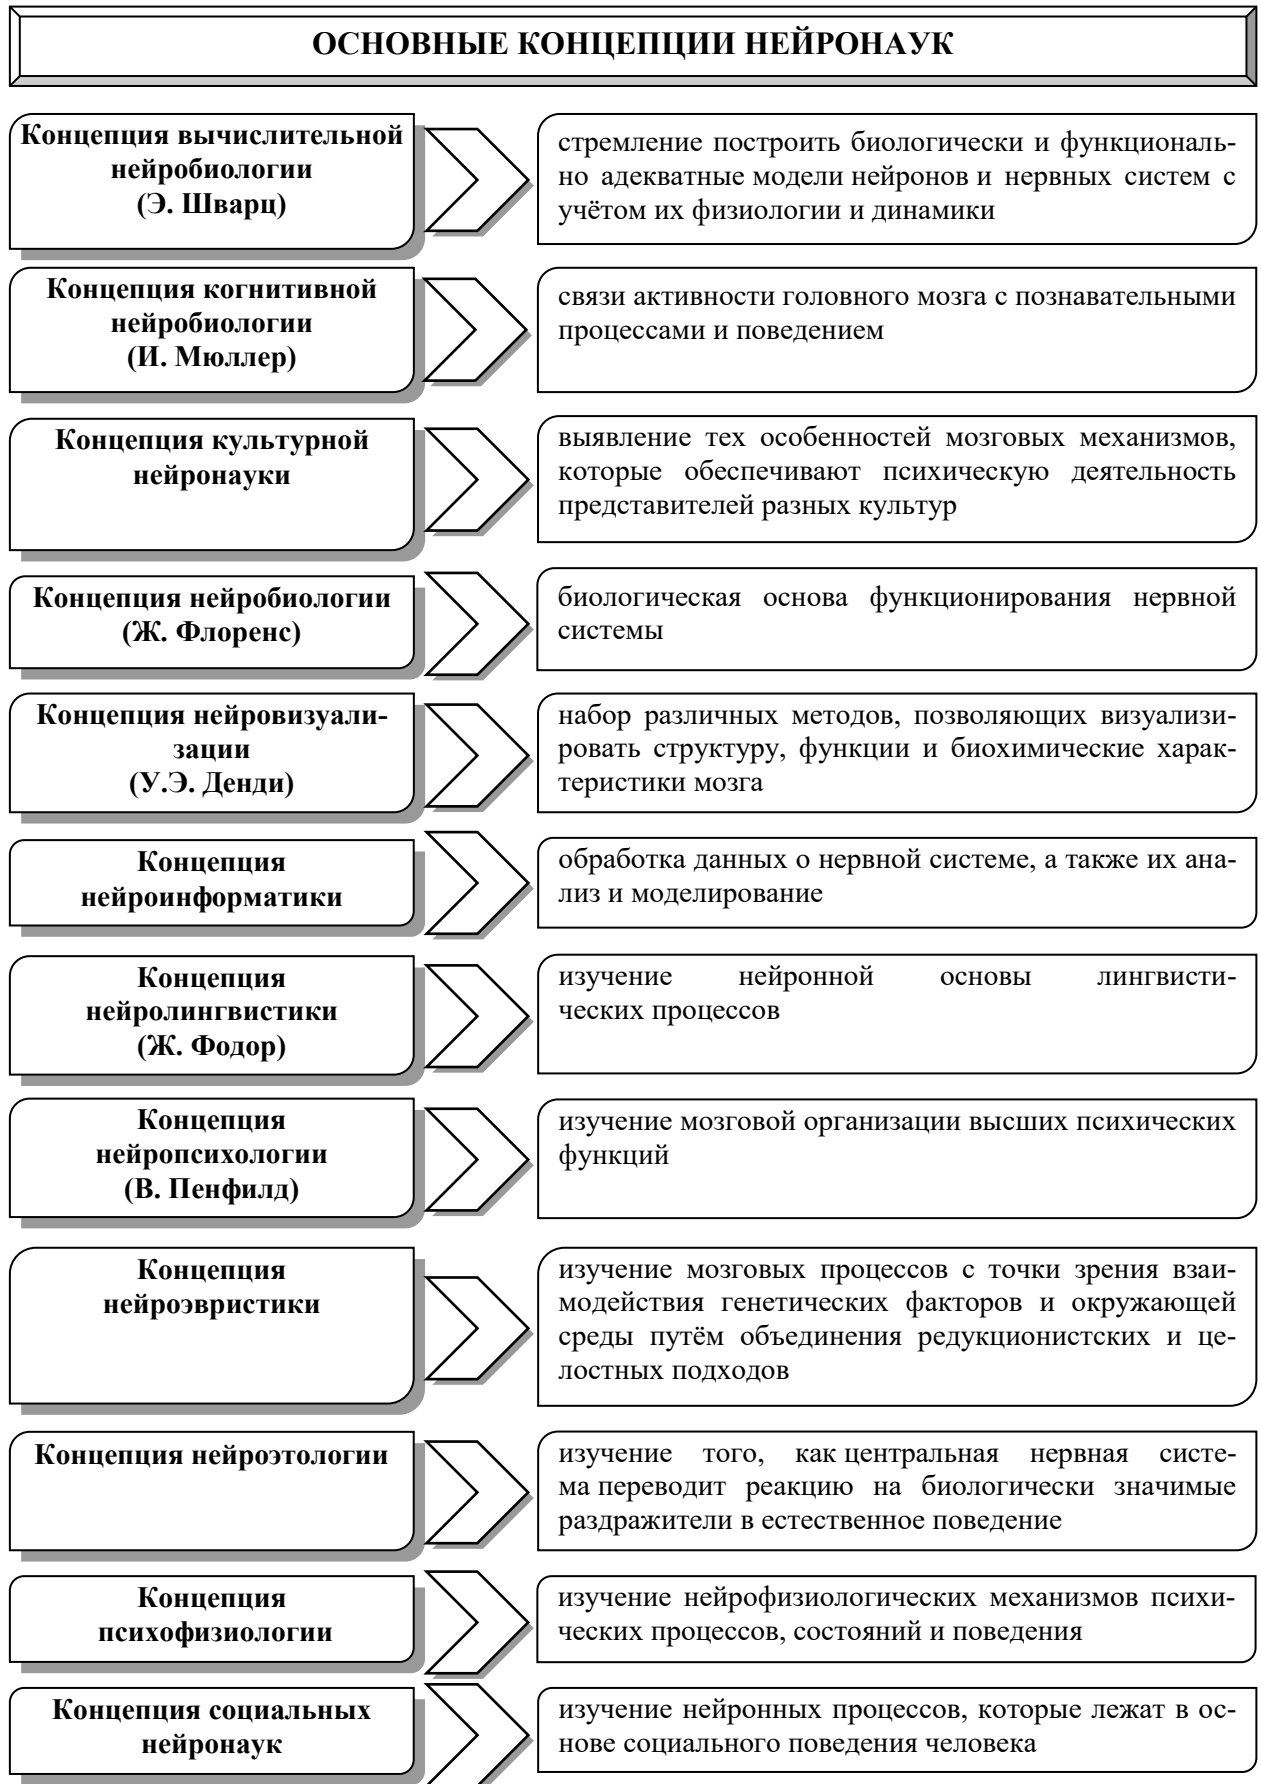 ОСНОВНЫЕ КОНЦЕПЦИИ НЕЙРОНАУК
Концепция вычислительной
нейробиологии
(Э. Шварц)
стремление построить биологически и функциональ-
но адекватные модели нейронов и нервных систем с
учётом их физиологии и динамики
Концепция когнитивной
нейробиологии
(И. Мюллер)
связи активности головного мозга с познавательными
процессами и поведением
Концепция культурной
нейронауки
выявление тех особенностей мозговых механизмов,
которые обеспечивают психическую деятельность
представителей разных культур
Концепция нейробиологии
(Ж. Флоренс)
биологическая основа функционирования нервной
системы
Концепция нейровизуали-
зации
(У.Э. Денди)
набор различных методов, позволяющих визуализи-
ровать структуру, функции и биохимические харак-
теристики мозга
Концепция
нейроинформатики
обработка данных о нервной системе, а также их ана-
лиз и моделирование
Концепция
нейролингвистики
(Ж. Фодор)
изучение нейронной основы лингвисти-
ческих процессов
Концепция
нейропсихологии
(В. Пенфилд)
изучение мозговой организации высших психических
функций
Концепция
нейроэвристики
изучение мозговых процессов с точки зрения взаи-
модействия генетических факторов и окружающей
среды путём объединения редукционистских и це-
лостных подходов
Концепция нейроэтологии
изучение того, как центральная нервная систе-
ма переводит реакцию на биологически значимые
раздражители в естественное поведение
Концепция
психофизиологии
изучение нейрофизиологических механизмов психи-
ческих процессов, состояний и поведения
Концепция социальных
нейронаук
изучение нейронных процессов, которые лежат в ос-
нове социального поведения человека